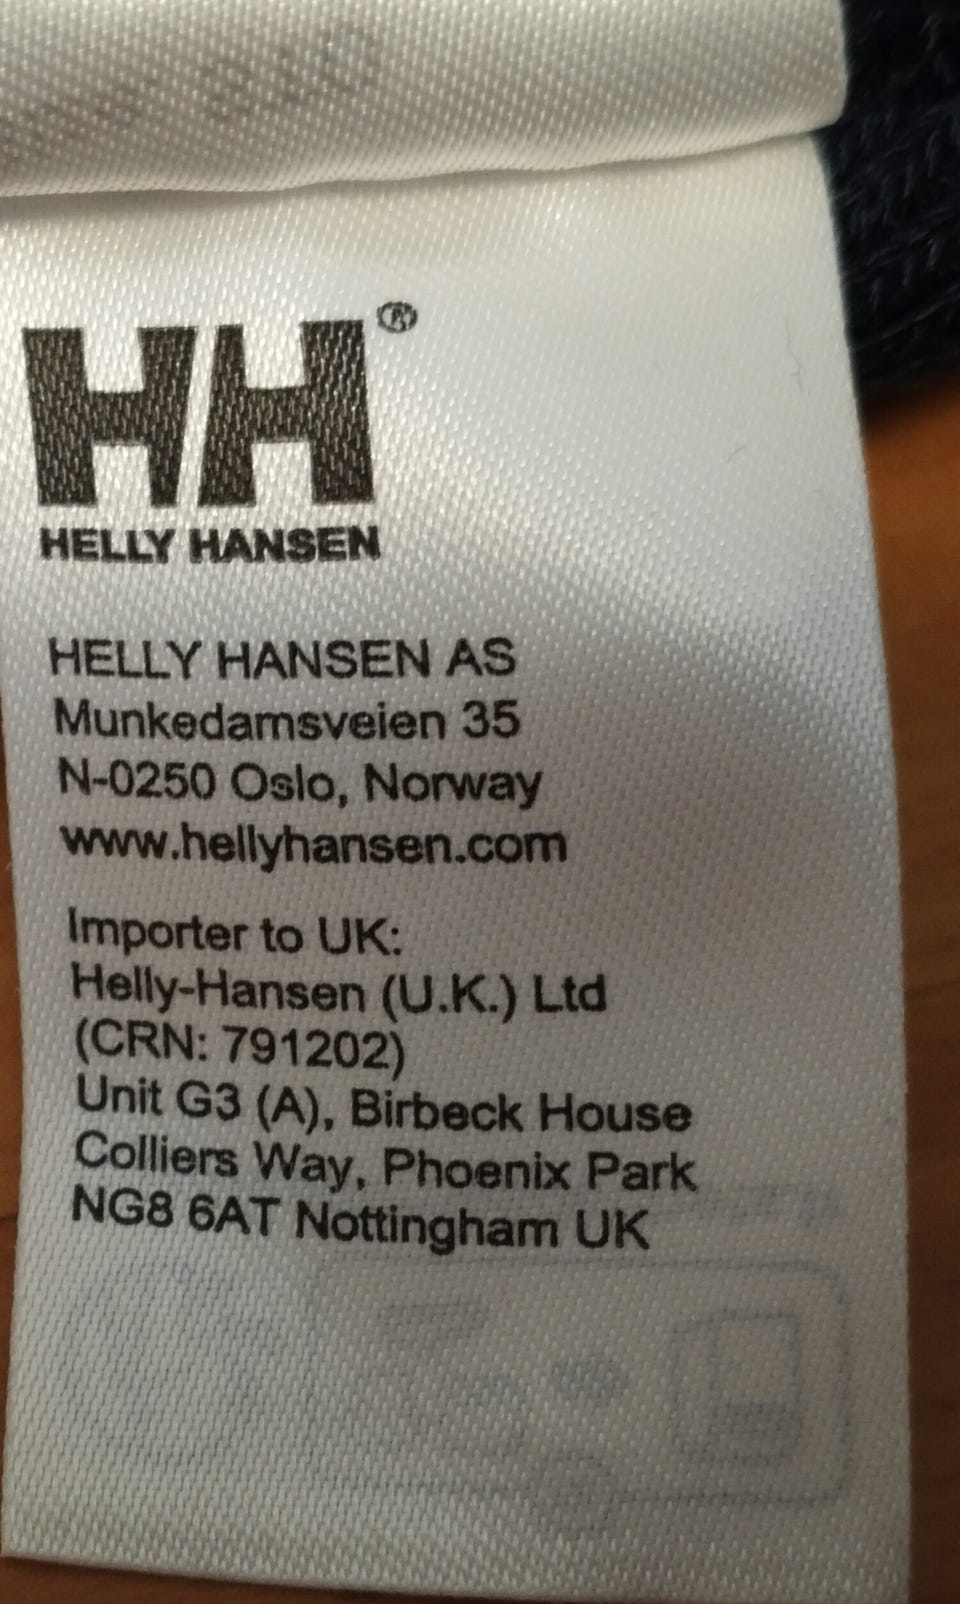 HH®
HELLY HANSEN
HELLY HANSEN AS
Munkedamsveien 35
N-0250 Oslo, Norway
www.hellyhansen.com
Importer to UK:
Helly-Hansen (U.K.) Ltd
(CRN: 791202)
Unit G3 (A), Birbeck House
Colliers Way, Phoenix Park
NG8 6AT Nottingham UK